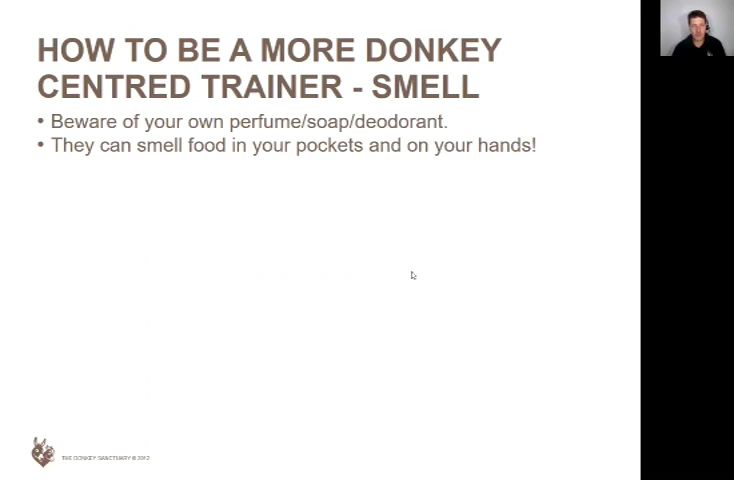 HOW TO BE A MORE DONKEY
CENTRED TRAINER - SMELL
• Beware of your own perfume/soap/deodorant.
• They can smell food in your pockets and on your hands!
THE DONKEY SANCTUARY © 2012